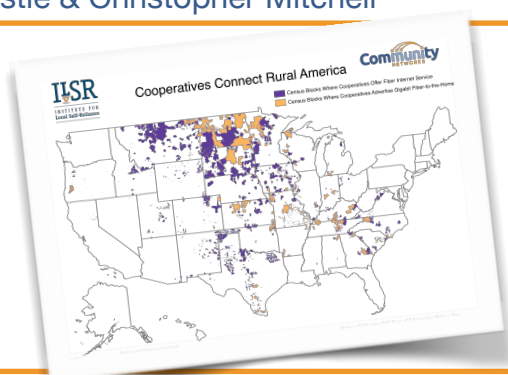 & Christopher Mitchell
Community
NETWORKS
ILSR
INSTITUTE FOR
Local Self-Reliance
Cooperatives Connect Rural America
Census Blocks Where Cooperatives Offer Fiber Internet Service
Census Blocks Where Cooperatives Advertise Gigabit Fiber-to-the-Home